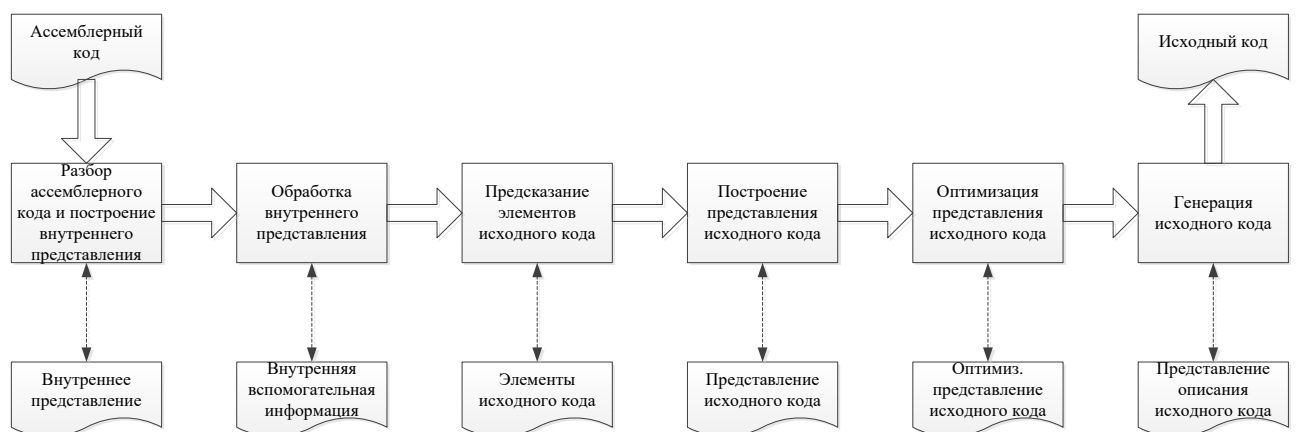 Ассемблерный
код
Исходный код
Разбор
ассемблерного
кода и построение
внутреннего
представления
Обработка
внутреннего
представления
Предсказание
элементов
исходного кода
Построение
представления
исходного кода
Оптимизация
представления
исходного кода
Генерация
исходного кода
Внутреннее
представление
Внутренняя
вспомогательная
информация
Элементы
исходного кода
Представление
исходного кода
Оптимиз.
представление
исходного кода
Представление
описания
исходного кода